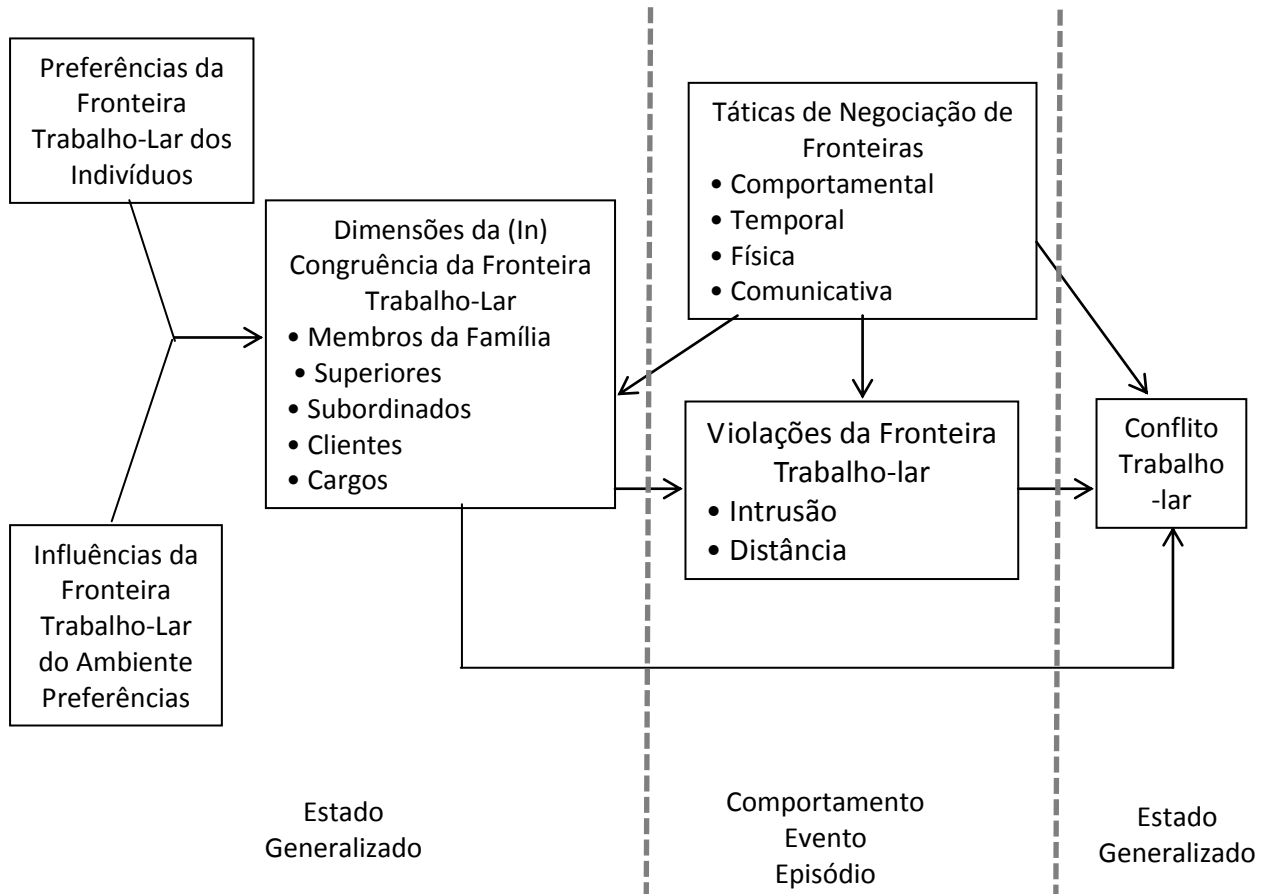 Preferências da
Fronteira
Trabalho-Lar dos
Indivíduos
Influências da
Fronteira
Trabalho-Lar
do Ambiente
Preferências
Dimensões da (In)
Congruência da Fronteira
Trabalho-Lar
• Membros da Família
• Superiores
• Subordinados
• Clientes
• Cargos
Táticas de Negociação de
Fronteiras
• Comportamental
• Temporal
• Física
• Comunicativa
Violações da Fronteira
Trabalho-lar
• Intrusão
• Distância
Conflito
Trabalho
-lar
Estado
Generalizado
Comportamento
Evento
Episódio
Estado
Generalizado